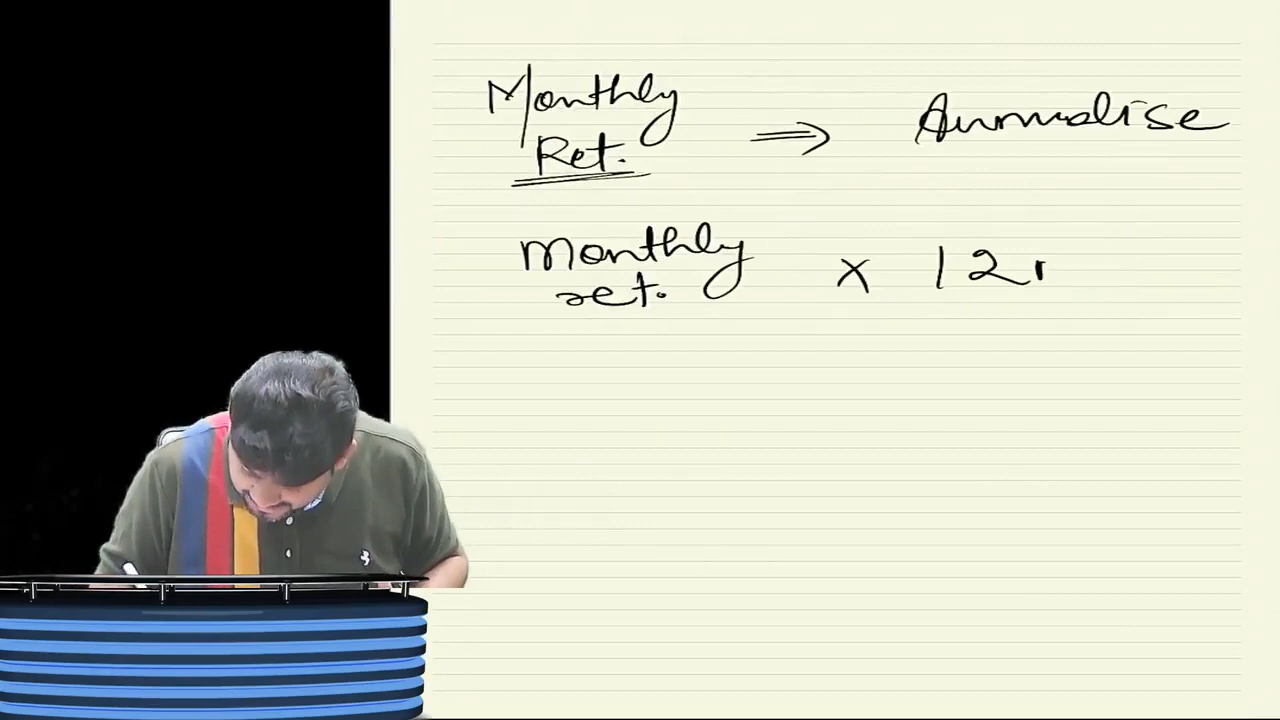 Monthly
Ret. ⇒ Annualise
monthly
ret. x 12